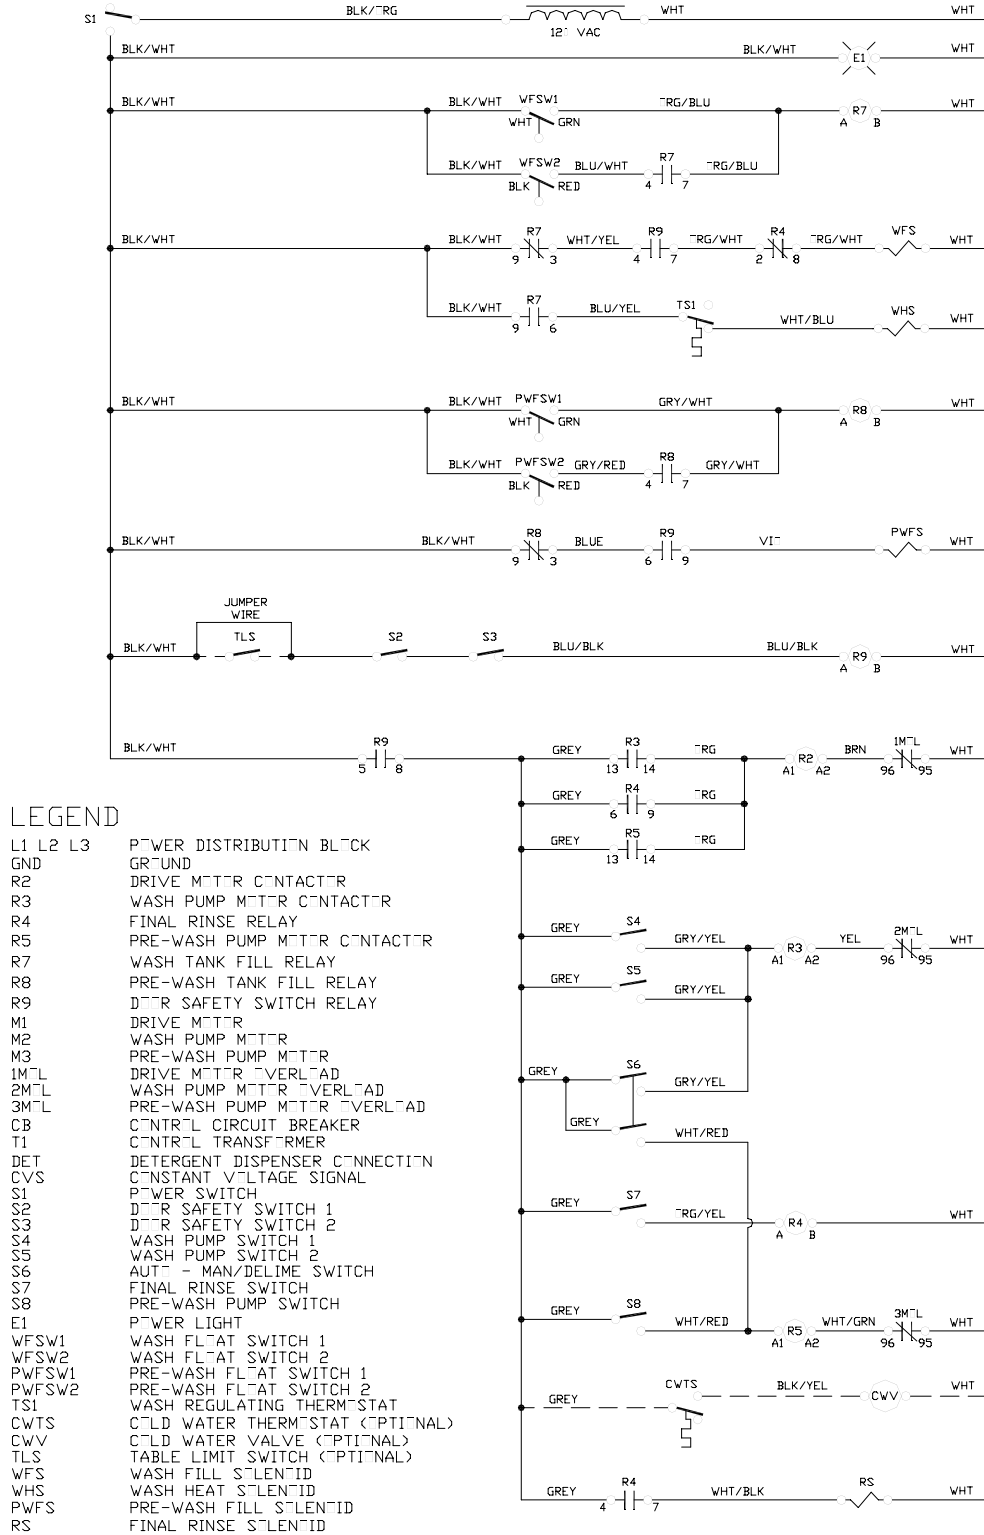 S1 BLK/ORG WHT WHT
120 VAC
BLK/WHT BLK/WHT E1 WHT
BLK/WHT BLK/WHT WFSW1 ORG/BLU R7 WHT
WHT GRN A B
BLK/WHT WFSW2 BLU/WHT R7 ORG/BLU
BLK RED 4 7
BLK/WHT BLK/WHT R7 WHT/YEL R9 ORG/WHT R4 ORG/WHT WFS WHT
9 3 4 7 2 8
BLK/WHT R7 BLU/YEL TS1 WHT/BLU WHS WHT
9 6
BLK/WHT BLK/WHT PWFSW1 GRY/WHT R8 WHT
WHT GRN A B
BLK/WHT PWFSW2 GRY/RED R8 GRY/WHT
BLK RED 4 7
BLK/WHT BLK/WHT R8 BLUE R9 VIO PWFS WHT
9 3 6 9
JUMPER
WIRE
BLK/WHT TLS S2 S3 BLU/BLK BLU/BLK R9 WHT
A B
BLK/WHT R9 GREY R3 ORG R2 BRN 1MOL WHT
5 8 13 14 A1 A2 96 95
GREY R4 ORG
6 9
GREY R5 ORG
13 14
GREY S4 GRY/YEL R3 YEL 2MOL WHT
A1 A2 96 95
GREY S5 GRY/YEL
GREY S6 GRY/YEL
GREY WHT/RED
GREY S7 ORG/YEL R4 WHT
A B
GREY S8 WHT/RED R5 WHT/GRN 3MOL WHT
A1 A2 96 95
GREY CWTS BLK/YEL CWV WHT
GREY R4 WHT/BLK RS WHT
4 7
LEGEND
L1 L2 L3 POWER DISTRIBUTION BLOCK
GND GROUND
R2 DRIVE MOTOR CONTACTOR
R3 WASH PUMP MOTOR CONTACTOR
R4 FINAL RINSE RELAY
R5 PRE-WASH PUMP MOTOR CONTACTOR
R7 WASH TANK FILL RELAY
R8 PRE-WASH TANK FILL RELAY
R9 DOOR SAFETY SWITCH RELAY
M1 DRIVE MOTOR
M2 WASH PUMP MOTOR
M3 PRE-WASH PUMP MOTOR
1MOL DRIVE MOTOR OVERLOAD
2MOL WASH PUMP MOTOR OVERLOAD
3MOL PRE-WASH PUMP MOTOR OVERLOAD
CB CONTROL CIRCUIT BREAKER
T1 CONTROL TRANSFORMER
DET DETERGENT DISPENSER CONNECTION
CVS CONSTANT VOLTAGE SIGNAL
S1 POWER SWITCH
S2 DOOR SAFETY SWITCH 1
S3 DOOR SAFETY SWITCH 2
S4 WASH PUMP SWITCH 1
S5 WASH PUMP SWITCH 2
S6 AUTO - MAN/DELIME SWITCH
S7 FINAL RINSE SWITCH
S8 PRE-WASH PUMP SWITCH
E1 POWER LIGHT
WFSW1 WASH FLOAT SWITCH 1
WFSW2 WASH FLOAT SWITCH 2
PWFSW1 PRE-WASH FLOAT SWITCH 1
PWFSW2 PRE-WASH FLOAT SWITCH 2
TS1 WASH REGULATING THERMOSTAT
CWTS COLD WATER THERMOSTAT (OPTIONAL)
CWV COLD WATER VALVE (OPTIONAL)
TLS TABLE LIMIT SWITCH (OPTIONAL)
WFS WASH FILL SOLENOID
WHS WASH HEAT SOLENOID
PWFS PRE-WASH FILL SOLENOID
RS FINAL RINSE SOLENOID